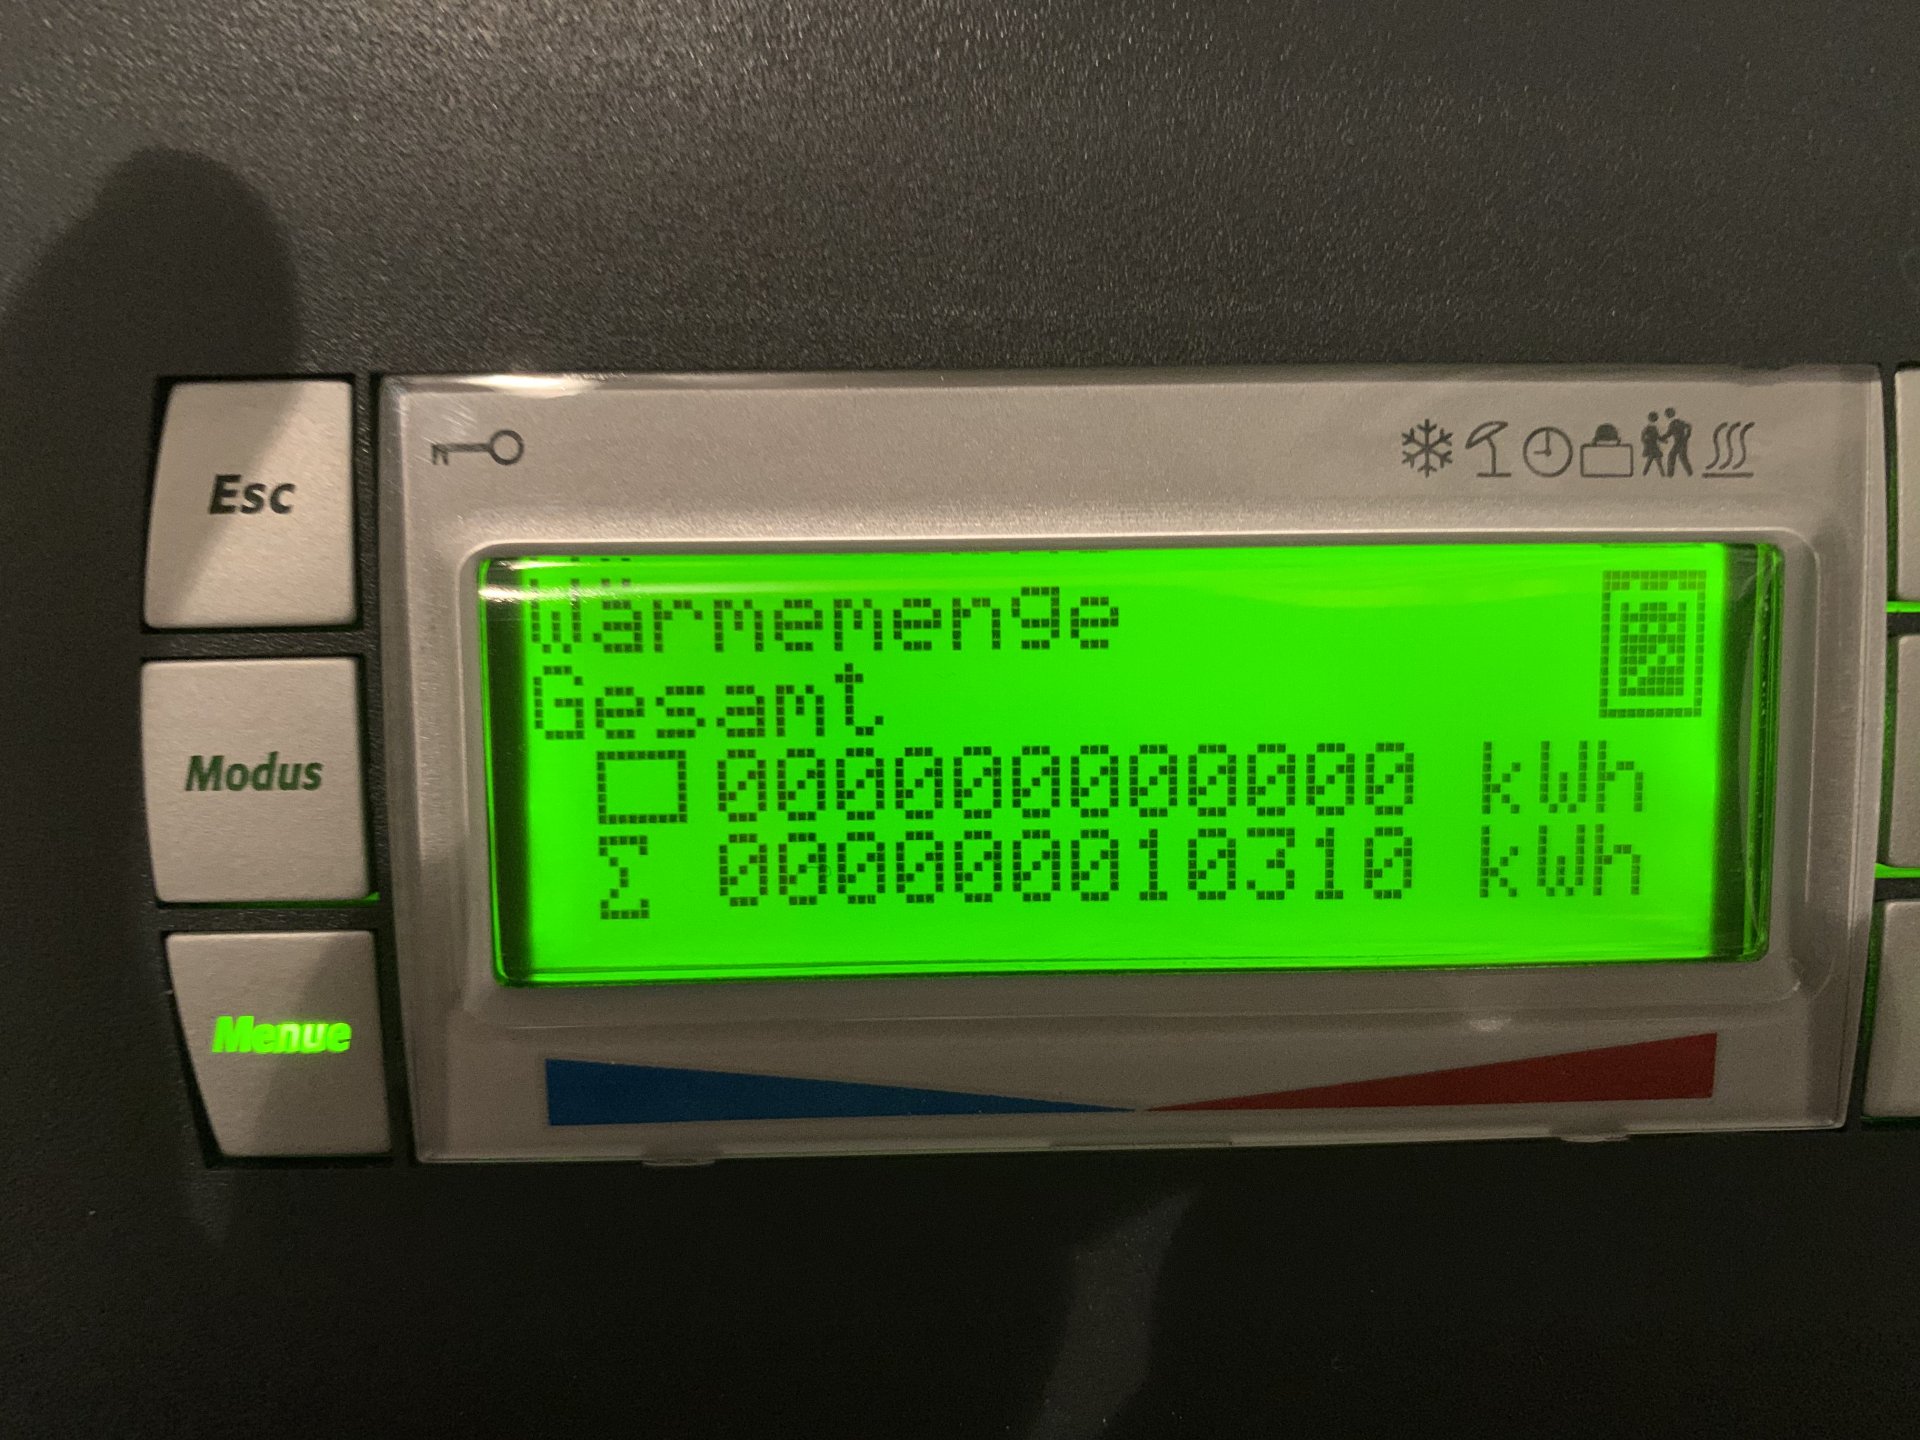 Esc
Modus
Menue
Wärmemenge
Gesamt
000000000000 kWh
Σ 000000010310 kWh